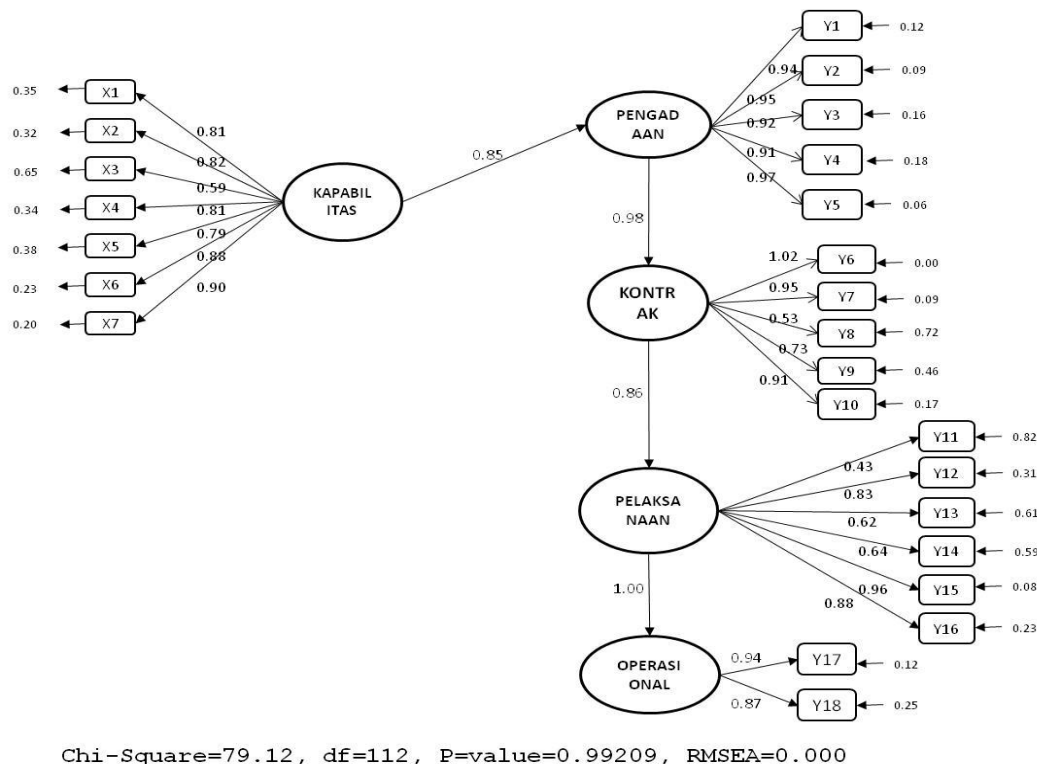 0.35 X1 0.81
0.32 X2 0.82
0.65 X3 0.59
0.34 X4 0.81
0.38 X5 0.79
0.23 X6 0.88
0.20 X7 0.90
KAPABIL
ITAS
0.85
PENGAD
AAN
0.94 Y1 0.12
0.95 Y2 0.09
0.92 Y3 0.16
0.91 Y4 0.18
0.97 Y5 0.06
0.98
KONTR
AK
1.02 Y6 0.00
0.95 Y7 0.09
0.53 Y8 0.72
0.73 Y9 0.46
0.91 Y10 0.17
0.86
PELAKSA
NAAN
0.43 Y11 0.82
0.83 Y12 0.31
0.62 Y13 0.61
0.64 Y14 0.59
0.96 Y15 0.08
0.88 Y16 0.23
1.00
OPERASI
ONAL
0.94 Y17 0.12
0.87 Y18 0.25
Chi-Square=79.12, df=112, P=value=0.99209, RMSEA=0.000